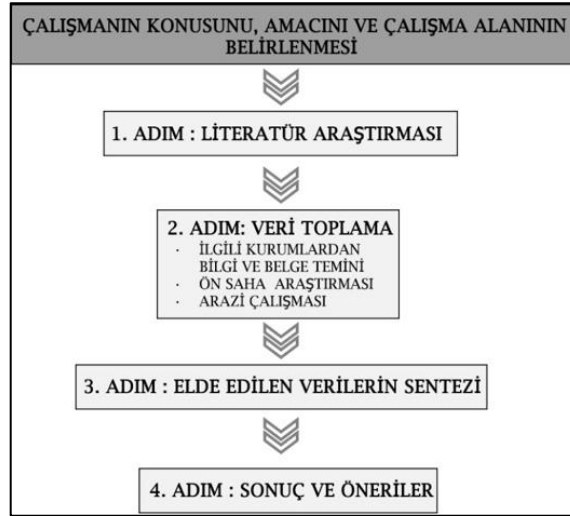 ÇALIŞMANIN KONUSUNU, AMACINI VE ÇALIŞMA ALANININ
BELİRLENMESİ
1. ADIM : LİTERATÜR ARAŞTIRMASI
2. ADIM: VERİ TOPLAMA
· İLGİLİ KURUMLARDAN
BİLGİ VE BELGE TEMİNİ
· ÖN SAHA ARAŞTIRMASI
· ARAZİ ÇALIŞMASI
3. ADIM : ELDE EDİLEN VERİLERİN SENTEZİ
4. ADIM : SONUÇ VE ÖNERİLER